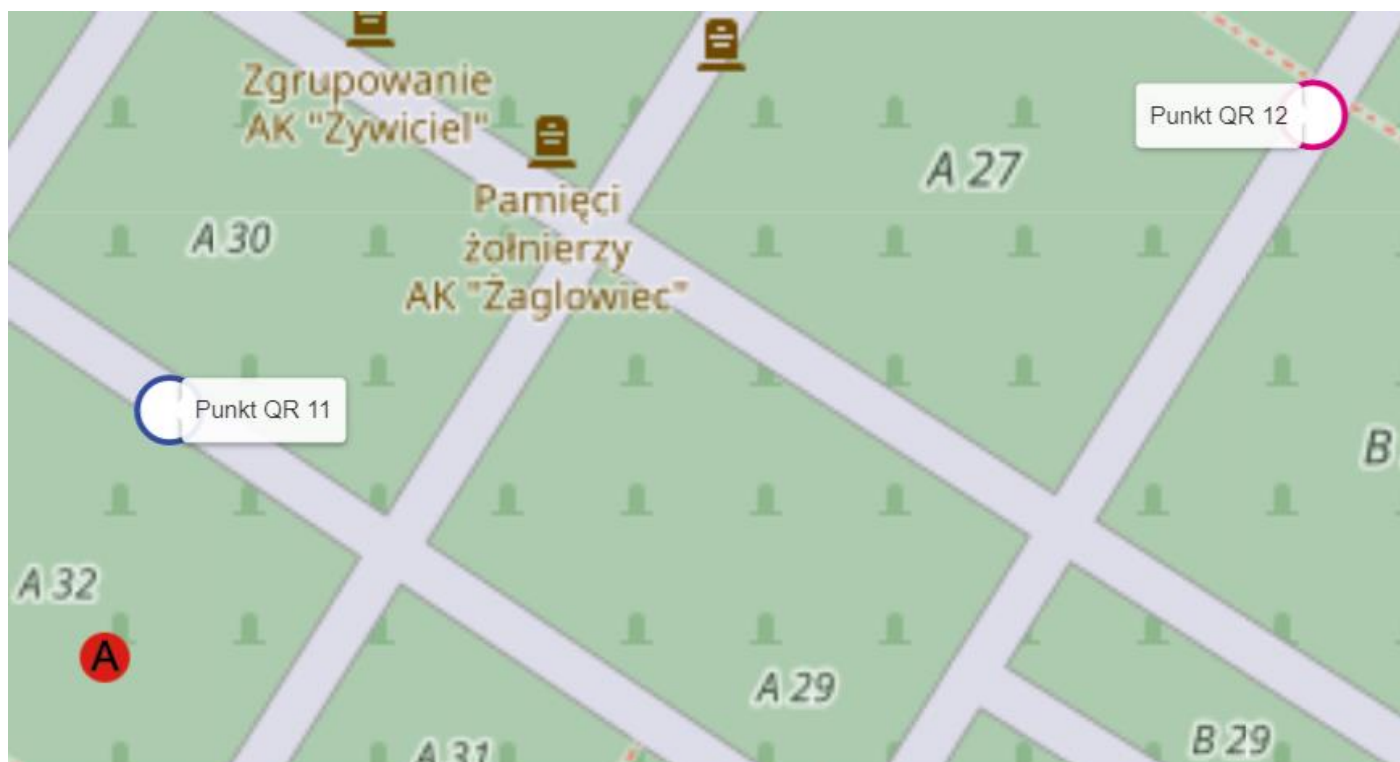 Zgrupowanie
AK "Żywiciel"
Pamięci
żołnierzy
AK "Żaglowiec"
A 27
Punkt QR 12
A 30
Punkt QR 11
B
A 32
A
A 29
B 29
A 31